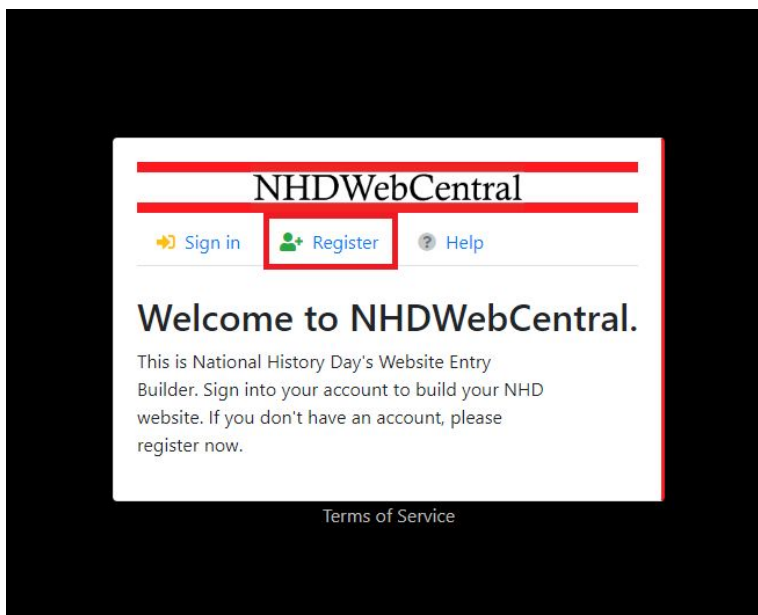 NHDWebCentral
Sign in Register ? Help
Welcome to NHDWebCentral.
This is National History Day's Website Entry
Builder. Sign into your account to build your NHD
website. If you don't have an account, please
register now.
Terms of Service